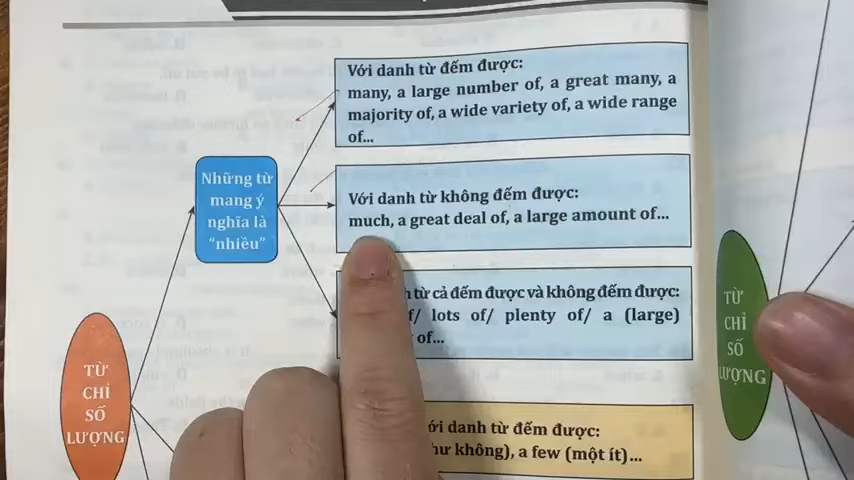 Với danh từ đếm được:
many, a large number of, a great many, a
majority of, a wide variety of, a wide range
of...
Những từ
mang ý
nghĩa là
"nhiều"
Với danh từ không đếm được:
much, a great deal of, a large amount of...
từ cả đếm được và không đếm được:
lots of/ plenty of/ a (large)
of...
TỪ
CHỈ
SỐ
LƯỢNG
danh từ đếm được:
không), a few (một ít)...
TỪ
CHỈ
SỐ
LƯỢNG